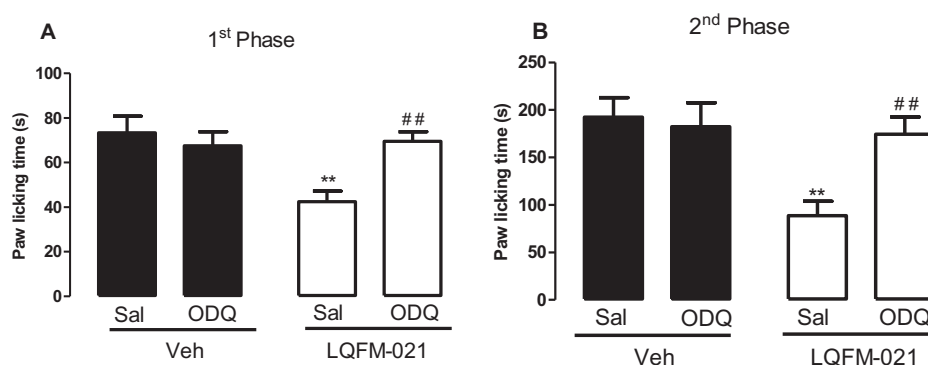 A
1st Phase
Paw licking time (s)
100
80
60
40
20
0
**
##
Sal ODQ Sal ODQ
Veh LQFM-021
B
2nd Phase
Paw licking time (s)
250
200
150
100
50
0
**
##
Sal ODQ Sal ODQ
Veh LQFM-021